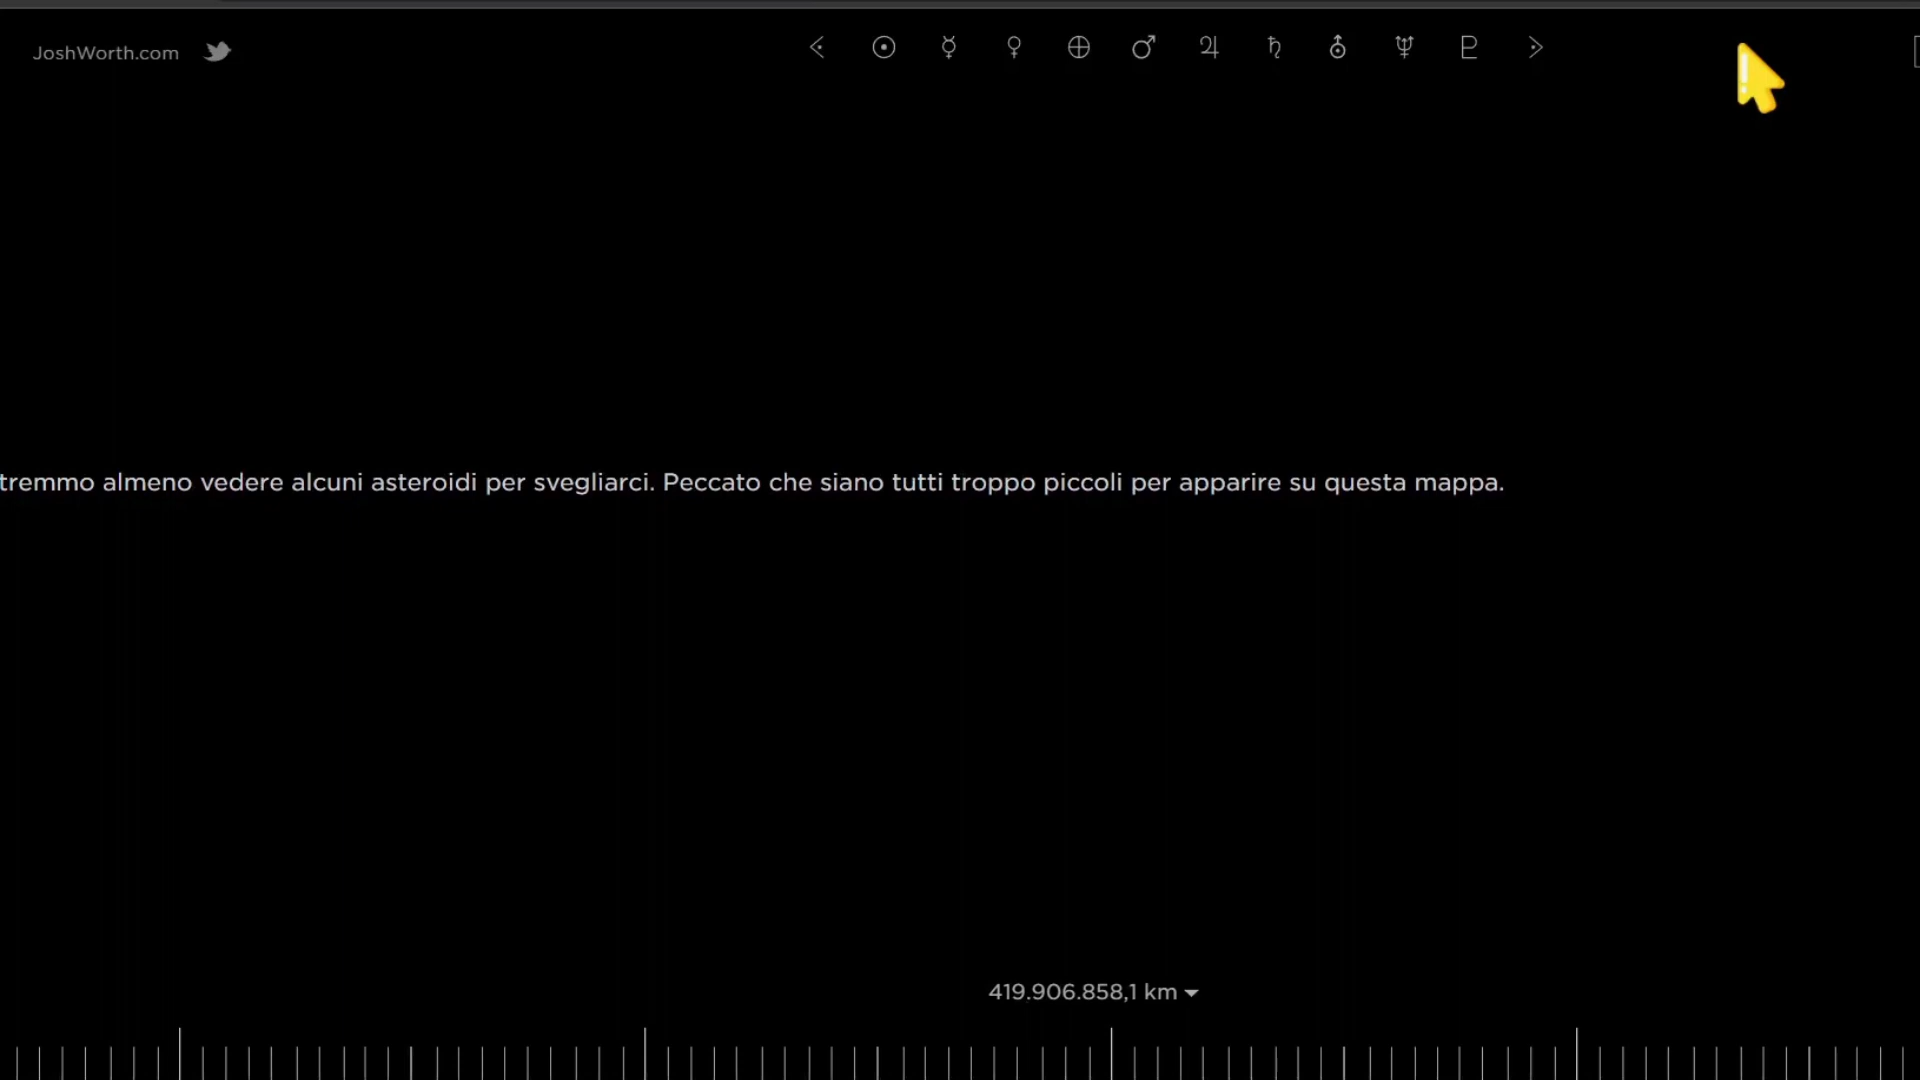 JoshWorth.com
☉ ☿ ♀ ⊕ ♂ ♃ ♄ ⛢ ♆ ♇
tremmo almeno vedere alcuni asteroidi per svegliarci. Peccato che siano tutti troppo piccoli per apparire su questa mappa.
419.906.858,1 km